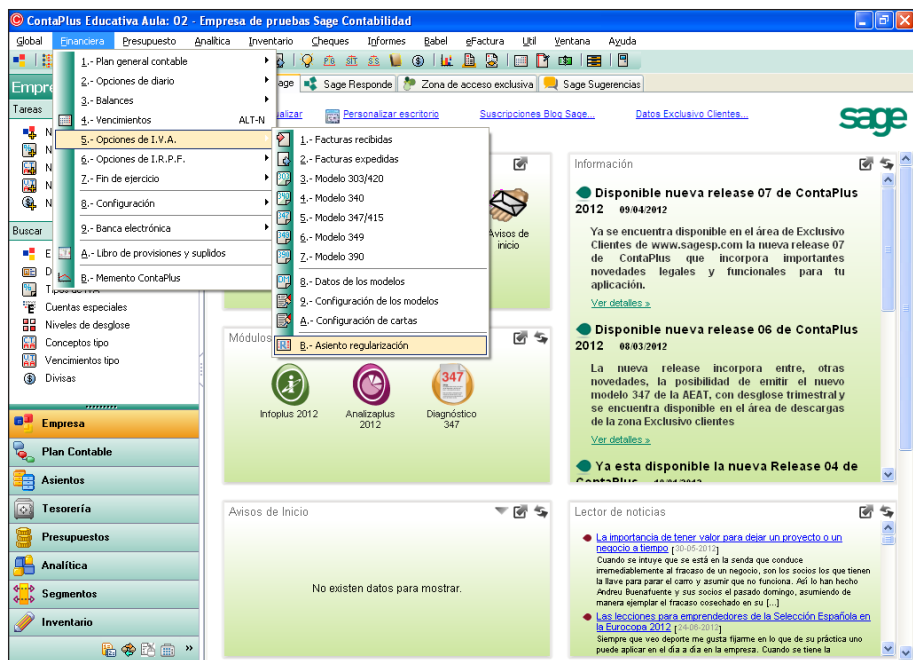 ContaPlus Educativa Aula: 02 - Empresa de pruebas Sage Contabilidad
Global Financiera Presupuesto Analítica Inventario Cheques Informes Babel eFactura Util Ventana Ayuda
1.- Plan general contable
2.- Opciones de diario
3.- Balances
4.- Vencimientos ALT-N
5.- Opciones de I.V.A.
6.- Opciones de I.R.P.F.
7.- Fin de ejercicio
8.- Configuración
9.- Banca electrónica
A.- Libro de provisiones y suplidos
B.- Memento ContaPlus
1.- Facturas recibidas
2.- Facturas expedidas
3.- Modelo 303/420
4.- Modelo 340
5.- Modelo 347/415
6.- Modelo 349
7.- Modelo 390
8.- Datos de los modelos
9.- Configuración de los modelos
A.- Configuración de cartas
B.- Asiento regularización
age Sage Responde Zona de acceso exclusiva Sage Sugerencias
alizar Personalizar escritorio Suscripciones Blog Sage... Datos Exclusivo Clientes...
sage
Empre
Tareas
N
N
N
N
N
Buscar
E
D
Tipos de IVA
Cuentas especiales
Niveles de desglose
Conceptos tipo
Vencimientos tipo
Divisas
Empresa
Plan Contable
Asientos
Tesorería
Presupuestos
Analítica
Segmentos
Inventario
»
Avisos de
inicio
Módulos
347
Infoplus 2012
Analizaplus
2012
Diagnóstico
347
Avisos de Inicio
No existen datos para mostrar.
Información
Disponible nueva release 07 de ContaPlus
2012 09/04/2012
Ya se encuentra disponible en el área de Exclusivo
Clientes de www.sagesp.com la nueva release 07
de ContaPlus que incorpora importantes
novedades legales y funcionales para tu
aplicación.
Ver detalles »
Disponible nueva release 06 de ContaPlus
2012 08/03/2012
La nueva release incorpora entre, otras
novedades, la posibilidad de emitir el nuevo
modelo 347 de la AEAT, con desglose trimestral y
se encuentra disponible en el área de descargas
de la zona Exclusivo clientes
Ver detalles »
Ya esta disponible la nueva Release 04 de
Lector de noticias
La importancia de tener valor para dejar un proyecto o un
negocio a tiempo [30-05-2012]
Cuando se intuye que se está en la senda que conduce
irremediablemente al fracaso de un negocio, son los socios los que tienen
la llave para parar el carro y asumir que no funciona. Así lo han hecho
Andreu Buenafuente y sus socios el pasado domingo, asumiendo de
manera ejemplar el fracaso cosechado en su [...]
Las lecciones para emprendedores de la Selección Española en
la Eurocopa 2012 [24-06-2012]
Siempre que veo deporte me gusta fijarme en lo que de su práctica uno
puede aplicar en el día a día en la empresa. Cuando se tiene la